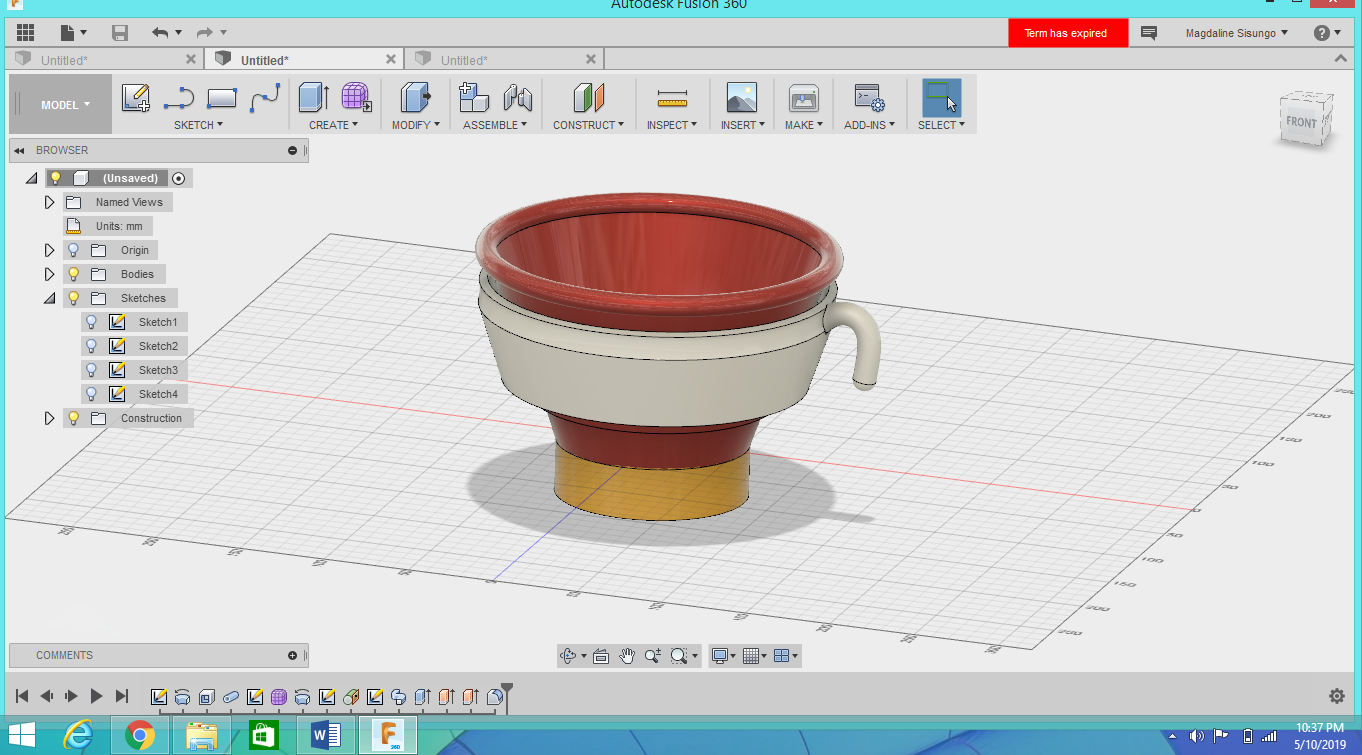 Autodesk Fusion 360
Term has expired
Magdaline Sisungo
?
Untitled*
Untitled*
Untitled*
MODEL
SKETCH
CREATE
MODIFY
ASSEMBLE
CONSTRUCT
INSPECT
INSERT
MAKE
ADD-INS
SELECT
FRONT
BROWSER
(Unsaved)
Named Views
Units: mm
Origin
Bodies
Sketches
Sketch1
Sketch2
Sketch3
Sketch4
Construction
COMMENTS
10:37 PM
5/10/2019